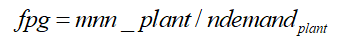 fpg = mnn _ plant / ndemand plant